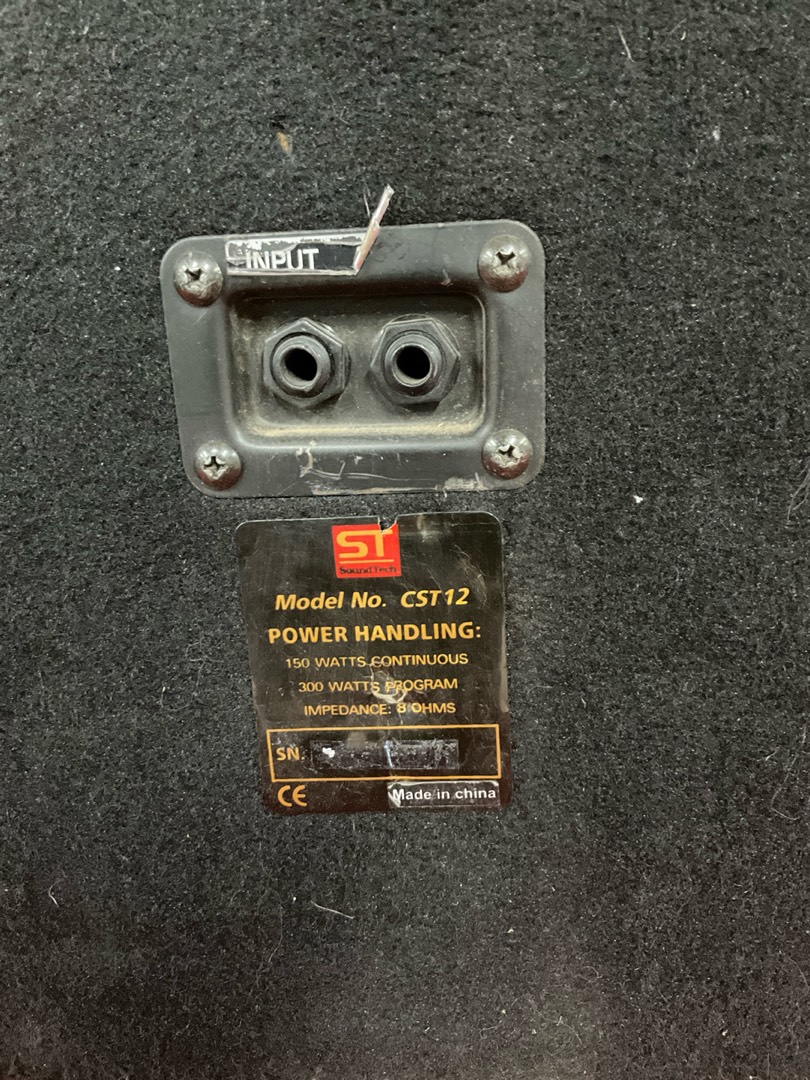 INPUT
ST
SoundTech
Model No. CST12
POWER HANDLING:
150 WATTS CONTINUOUS
300 WATTS PROGRAM
IMPEDANCE: 8 OHMS
SN.
CE
Made in china